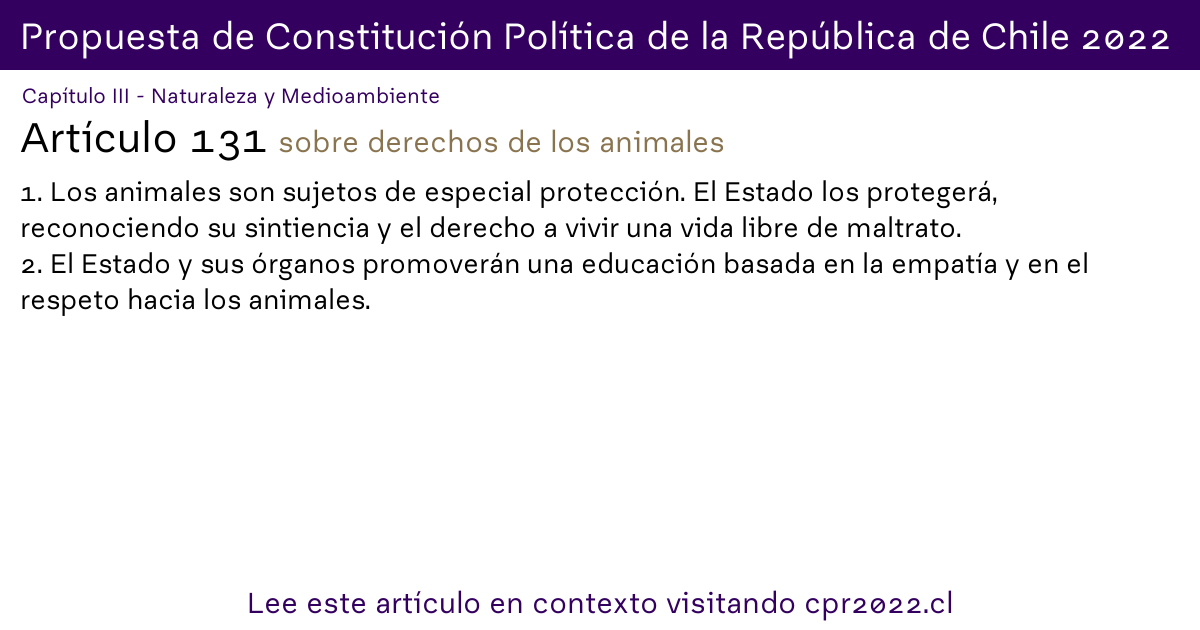 Propuesta de Constitución Política de la República de Chile 2022
Capítulo III - Naturaleza y Medioambiente
Artículo 131 sobre derechos de los animales
1. Los animales son sujetos de especial protección. El Estado los protegerá,
reconociendo su sintiencia y el derecho a vivir una vida libre de maltrato.
2. El Estado y sus órganos promoverán una educación basada en la empatía y en el
respeto hacia los animales.
Lee este artículo en contexto visitando cpr2022.cl